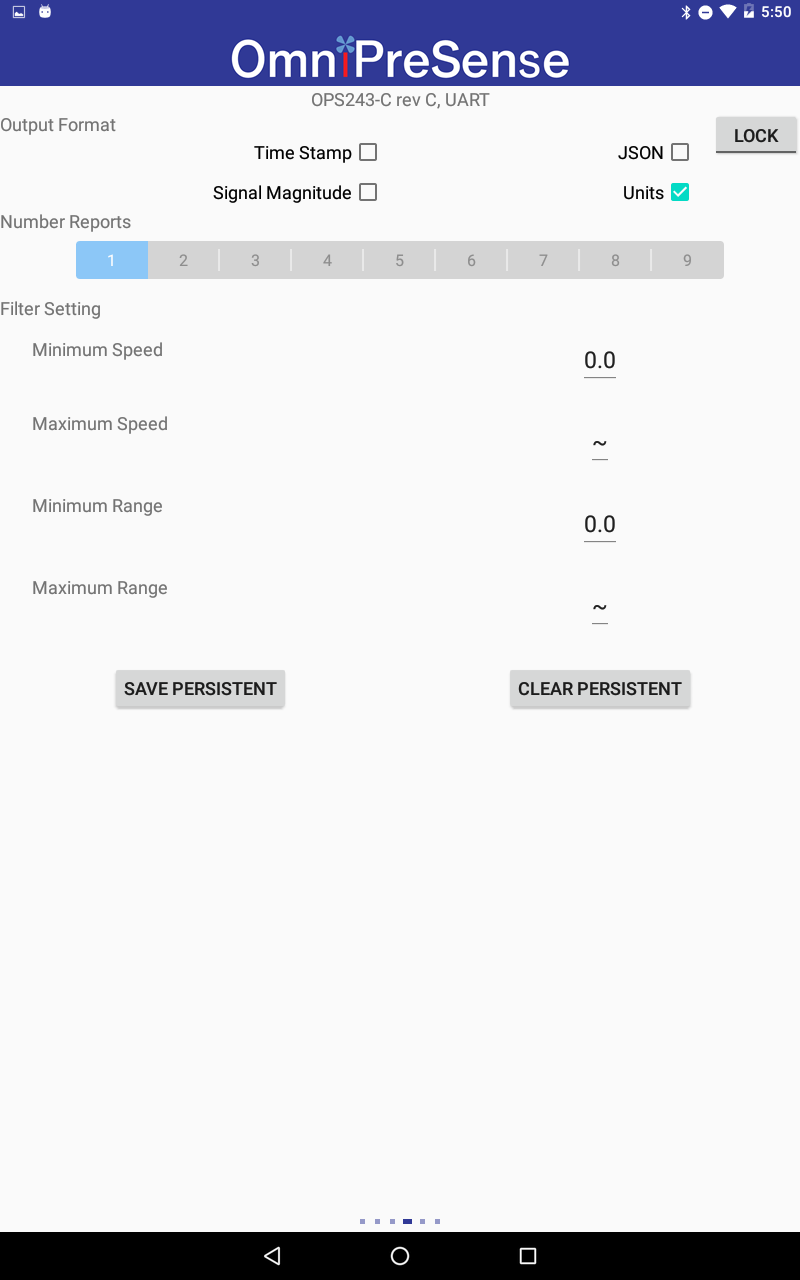 5:50
OmniPreSense
OPS243-C rev C, UART
Output Format
LOCK
Time Stamp
JSON
Signal Magnitude
Units
Number Reports
1 2 3 4 5 6 7 8 9
Filter Setting
Minimum Speed
0.0
Maximum Speed
~
Minimum Range
0.0
Maximum Range
~
SAVE PERSISTENT
CLEAR PERSISTENT